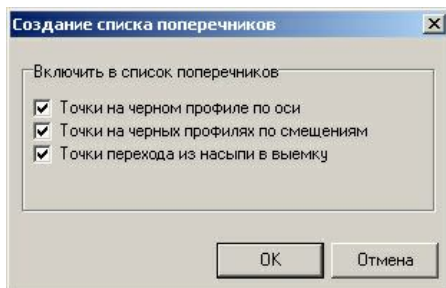 Создание списка поперечников
Включить в список поперечников
Точки на черном профиле по оси
Точки на черных профилях по смещениям
Точки перехода из насыпи в выемку
OK
Отмена